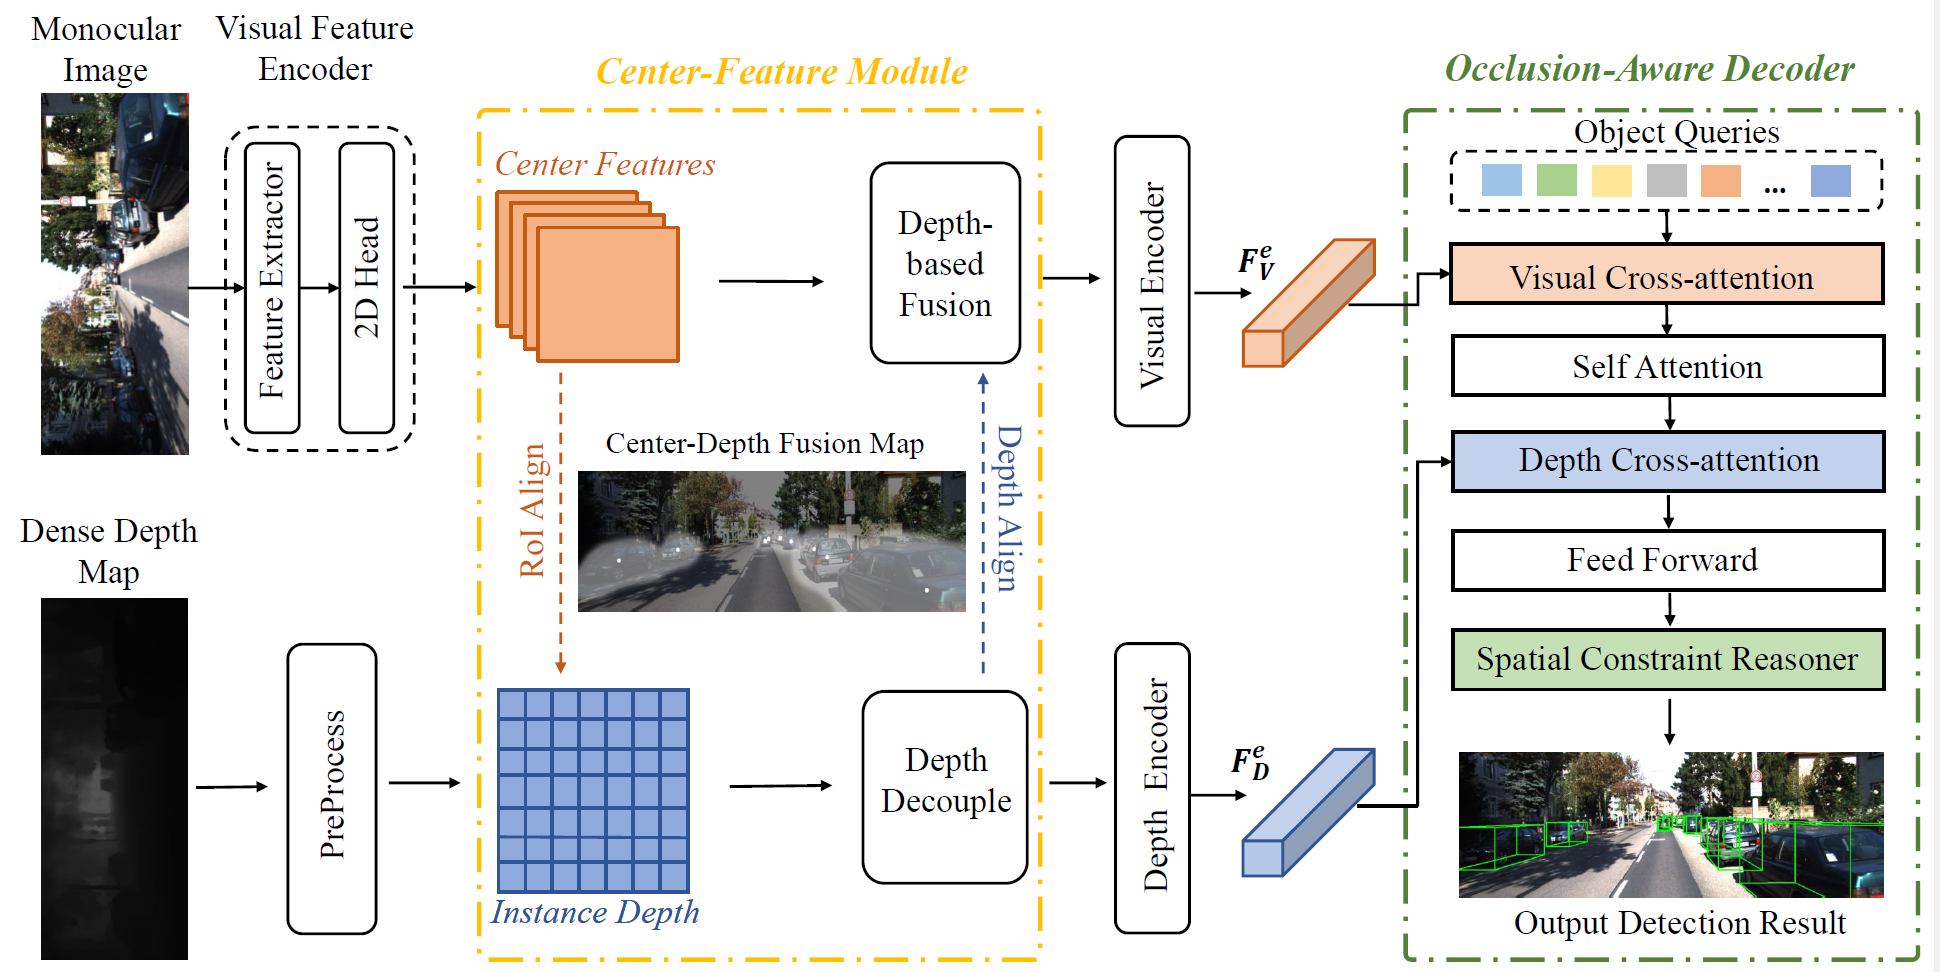 Monocular
Image
Visual Feature
Encoder
Feature Extractor
2D Head
Center-Feature Module
Center Features
Depth-
based
Fusion
RoI Align
Center-Depth Fusion Map
Depth Align
Dense Depth
Map
PreProcess
Instance Depth
Depth
Decouple
Visual Encoder
F_V^e
Depth Encoder
F_D^e
Occlusion-Aware Decoder
Object Queries
...
Visual Cross-attention
Self Attention
Depth Cross-attention
Feed Forward
Spatial Constraint Reasoner
Output Detection Result